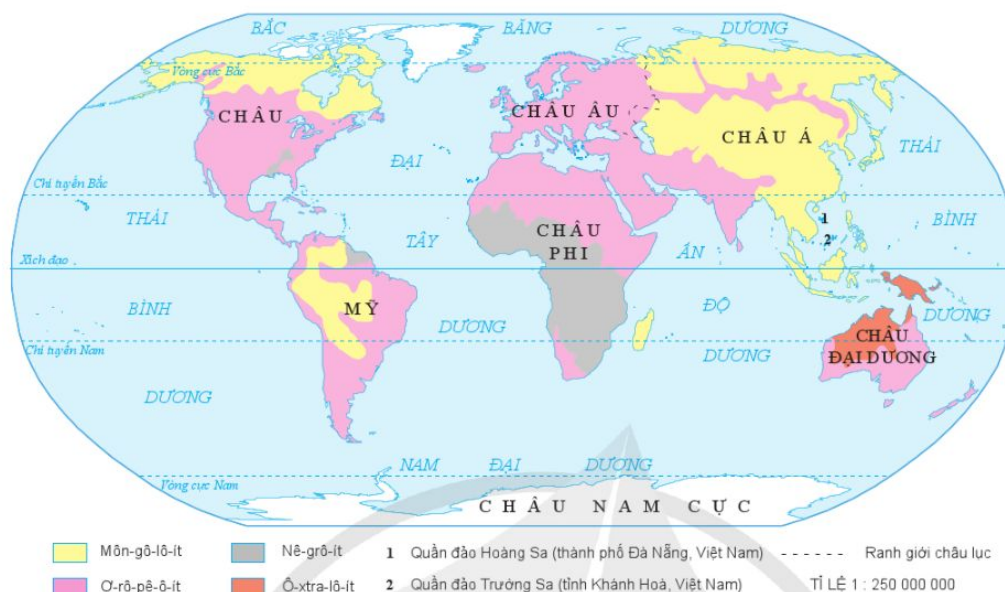 BẮC BĂNG DƯƠNG
Vòng cực Bắc
CHÂU
CHÂU ÂU
CHÂU Á
ĐẠI
THÁI
Chí tuyến Bắc
THÁI
TÂY
CHÂU
PHI
ẤN
1
2
BÌNH
Xích đạo
BÌNH
MỸ
DƯƠNG
ĐỘ
DƯƠNG
Chí tuyến Nam
DƯƠNG
CHÂU
ĐẠI DƯƠNG
DƯƠNG
NAM ĐẠI DƯƠNG
Vòng cực Nam
CHÂU NAM CỰC
Môn-gô-lô-ít
Nê-grô-ít
1 Quần đảo Hoàng Sa (thành phố Đà Nẵng, Việt Nam)
Ranh giới châu lục
Ơ-rô-pê-ô-ít
Ô-xtra-lô-ít
2 Quần đảo Trường Sa (tỉnh Khánh Hoà, Việt Nam)
TỈ LỆ 1 : 250 000 000